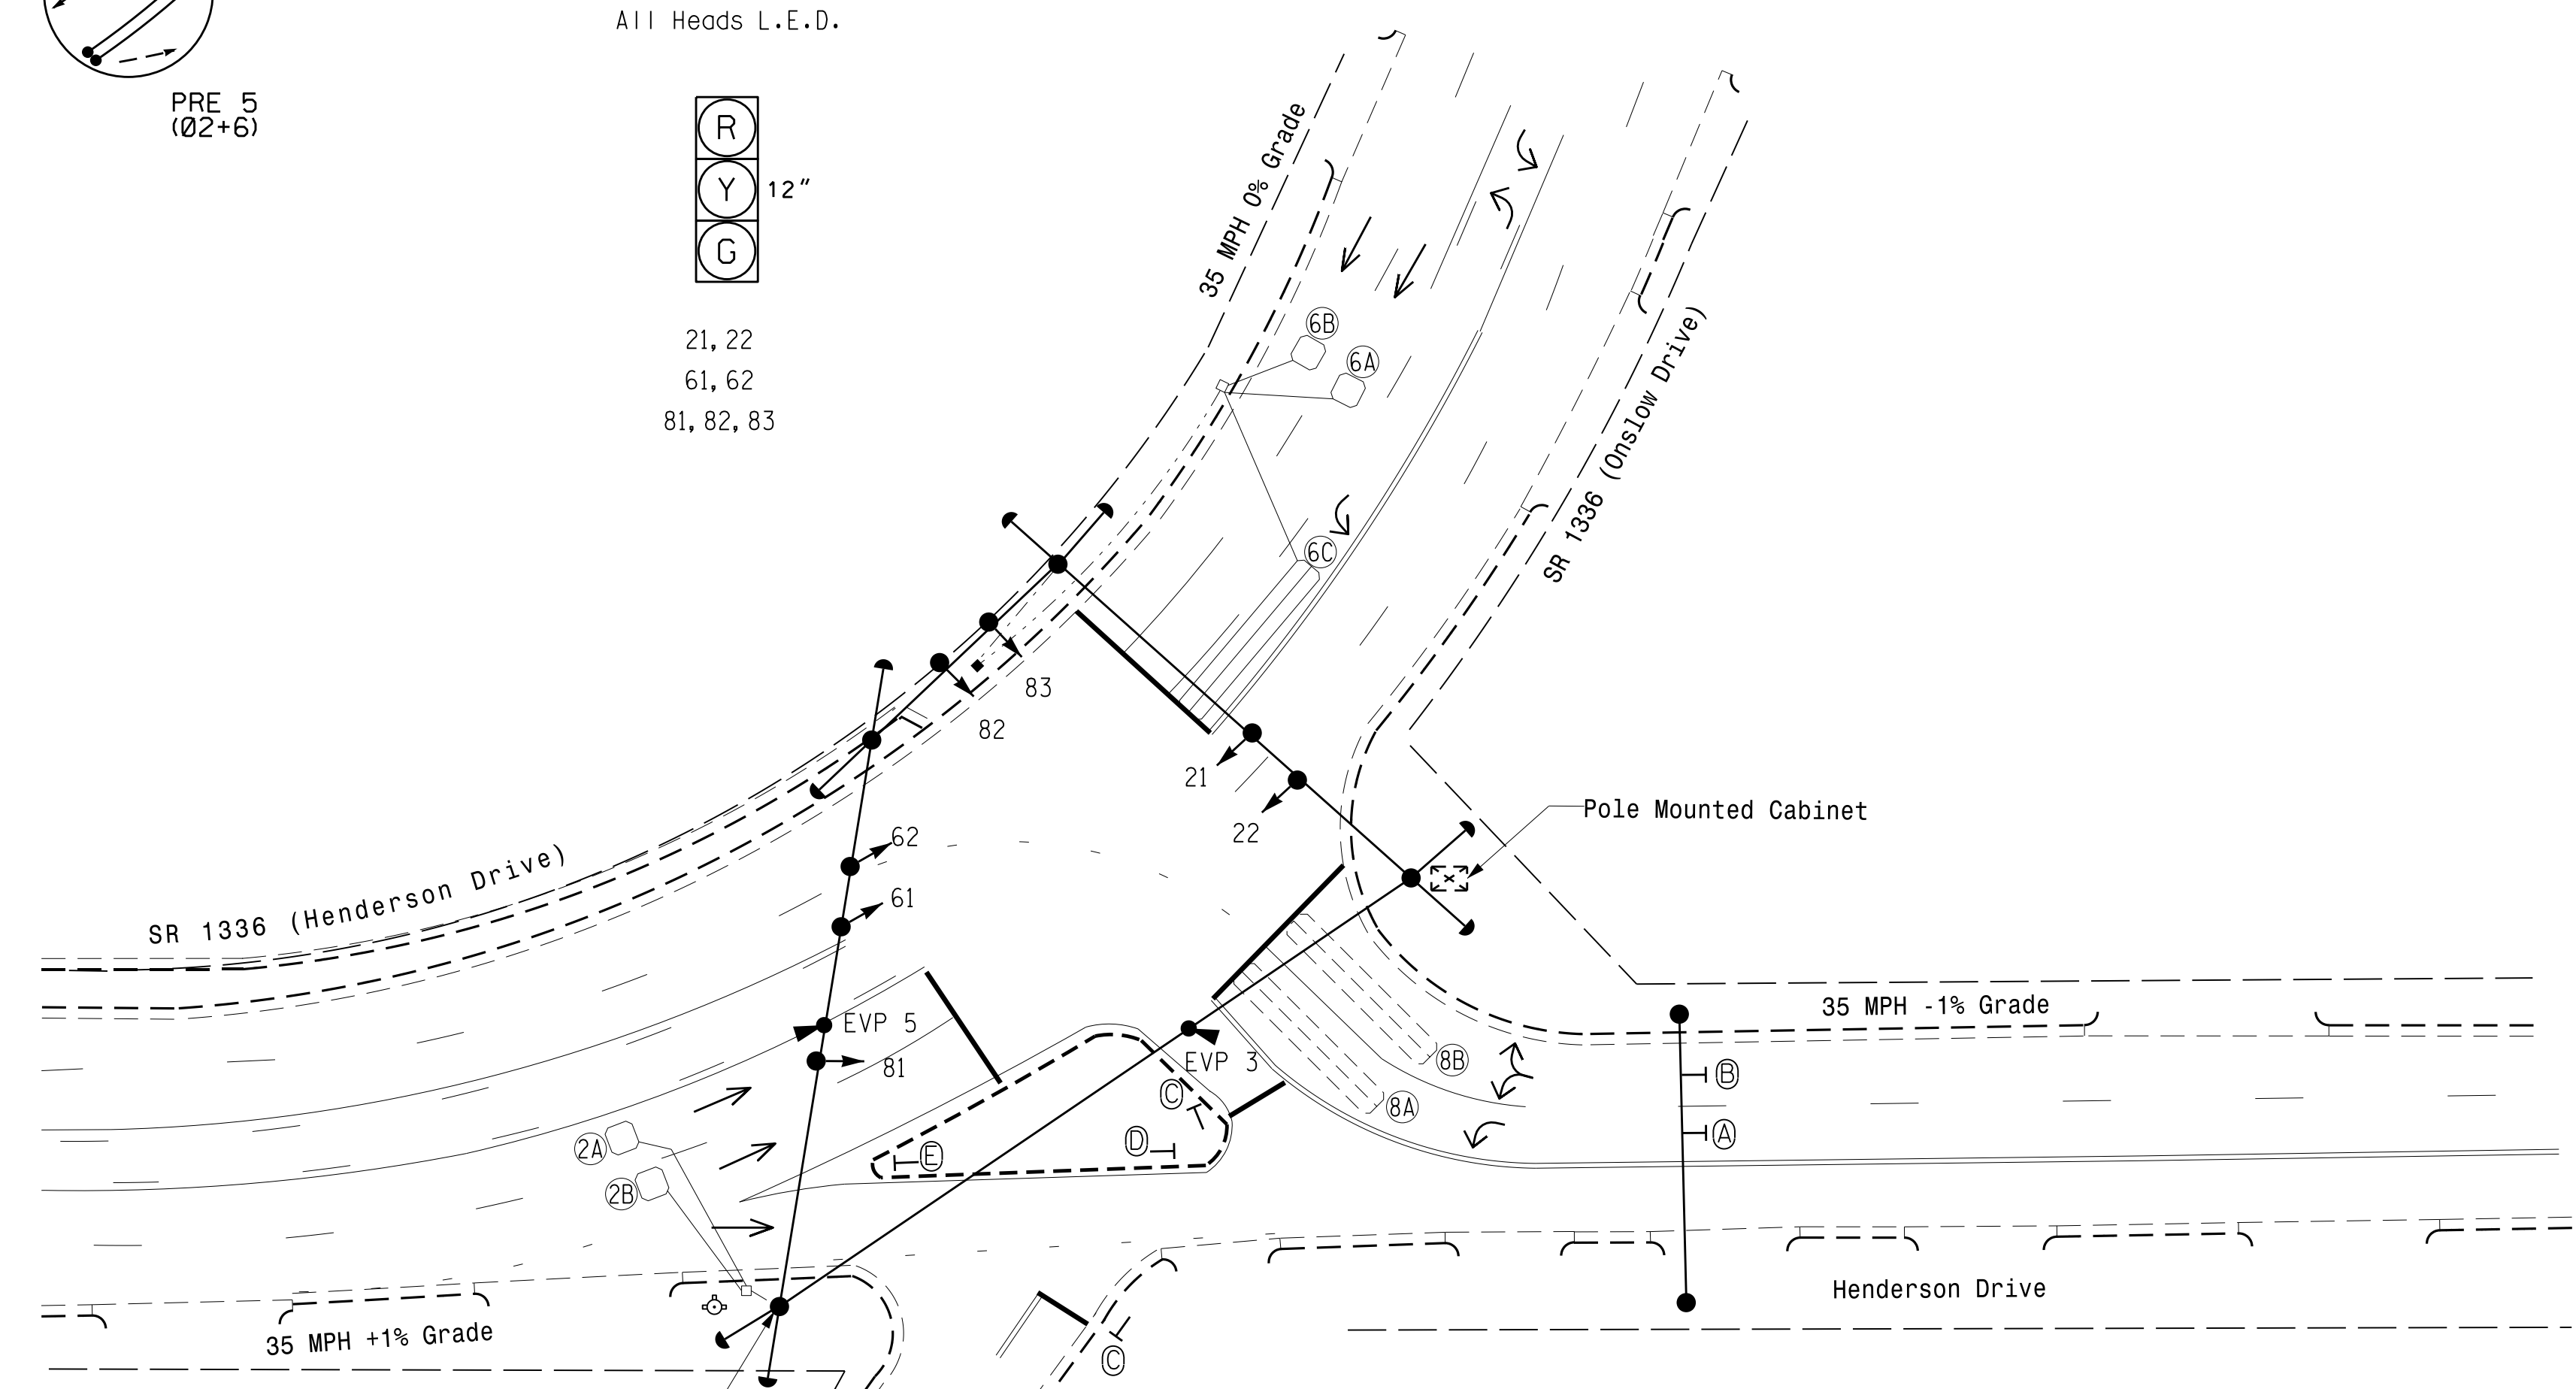 All Heads L.E.D.
PRE 5
(Ø2+6)
R
Y
12"
G
21, 22
61, 62
81, 82, 83
35 MPH 0% Grade
SR 1336 (Onslow Drive)
6B
6A
6C
83
82
21
22
Pole Mounted Cabinet
SR 1336 (Henderson Drive)
62
61
EVP 5
81
EVP 3
35 MPH -1% Grade
8B
8A
B
A
C
D
E
2A
2B
Henderson Drive
35 MPH +1% Grade
C